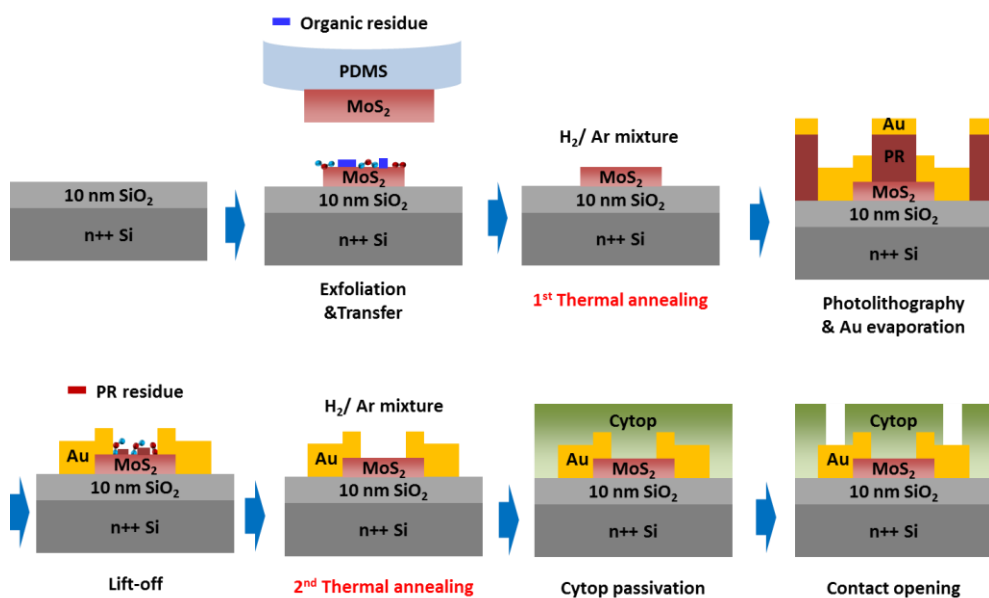 Organic residue
PDMS
MoS₂
MoS₂
10 nm SiO₂
n++ Si
10 nm SiO₂
n++ Si
Exfoliation
&Transfer
H₂/ Ar mixture
MoS₂
10 nm SiO₂
n++ Si
1st Thermal annealing
Au
PR
MoS₂
10 nm SiO₂
n++ Si
Photolithography
& Au evaporation
PR residue
Au
MoS₂
10 nm SiO₂
n++ Si
Lift-off
H₂/ Ar mixture
Au
MoS₂
10 nm SiO₂
n++ Si
2nd Thermal annealing
Cytop
Au
MoS₂
10 nm SiO₂
n++ Si
Cytop passivation
Cytop
Au
MoS₂
10 nm SiO₂
n++ Si
Contact opening